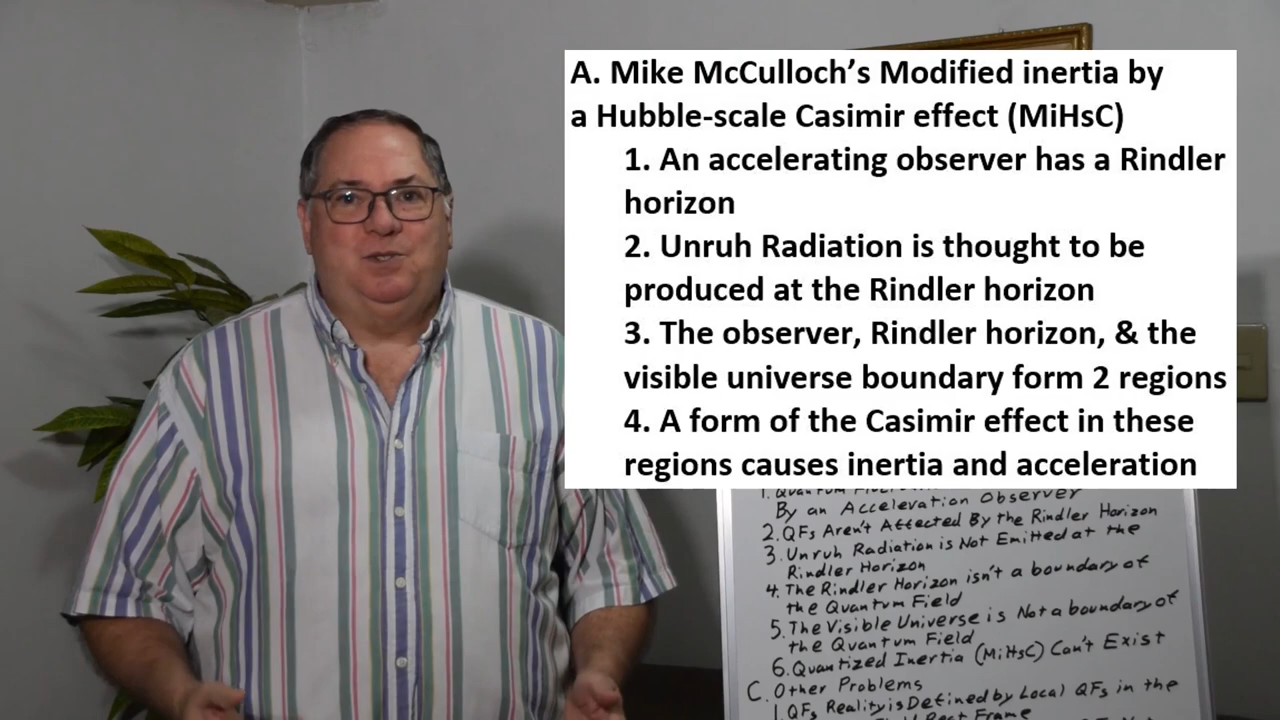 A. Mike McCulloch’s Modified inertia by
a Hubble-scale Casimir effect (MiHsC)
1. An accelerating observer has a Rindler
horizon
2. Unruh Radiation is thought to be
produced at the Rindler horizon
3. The observer, Rindler horizon, & the
visible universe boundary form 2 regions
4. A form of the Casimir effect in these
regions causes inertia and acceleration
1. Quantum
By an Acceleration Observer
2. QFs Aren't Affected By the Rindler Horizon
3. Unruh Radiation is Not Emitted at the
Rindler Horizon
4. The Rindler Horizon isn't a boundary of
the Quantum Field
5. The Visible Universe is Not a boundary of
the Quantum Field
6. Quantized Inertia (MiHsC) Can't Exist
C. Other Problems
1. QFs Reality is Defined by Local QFs in the
Rest Frame